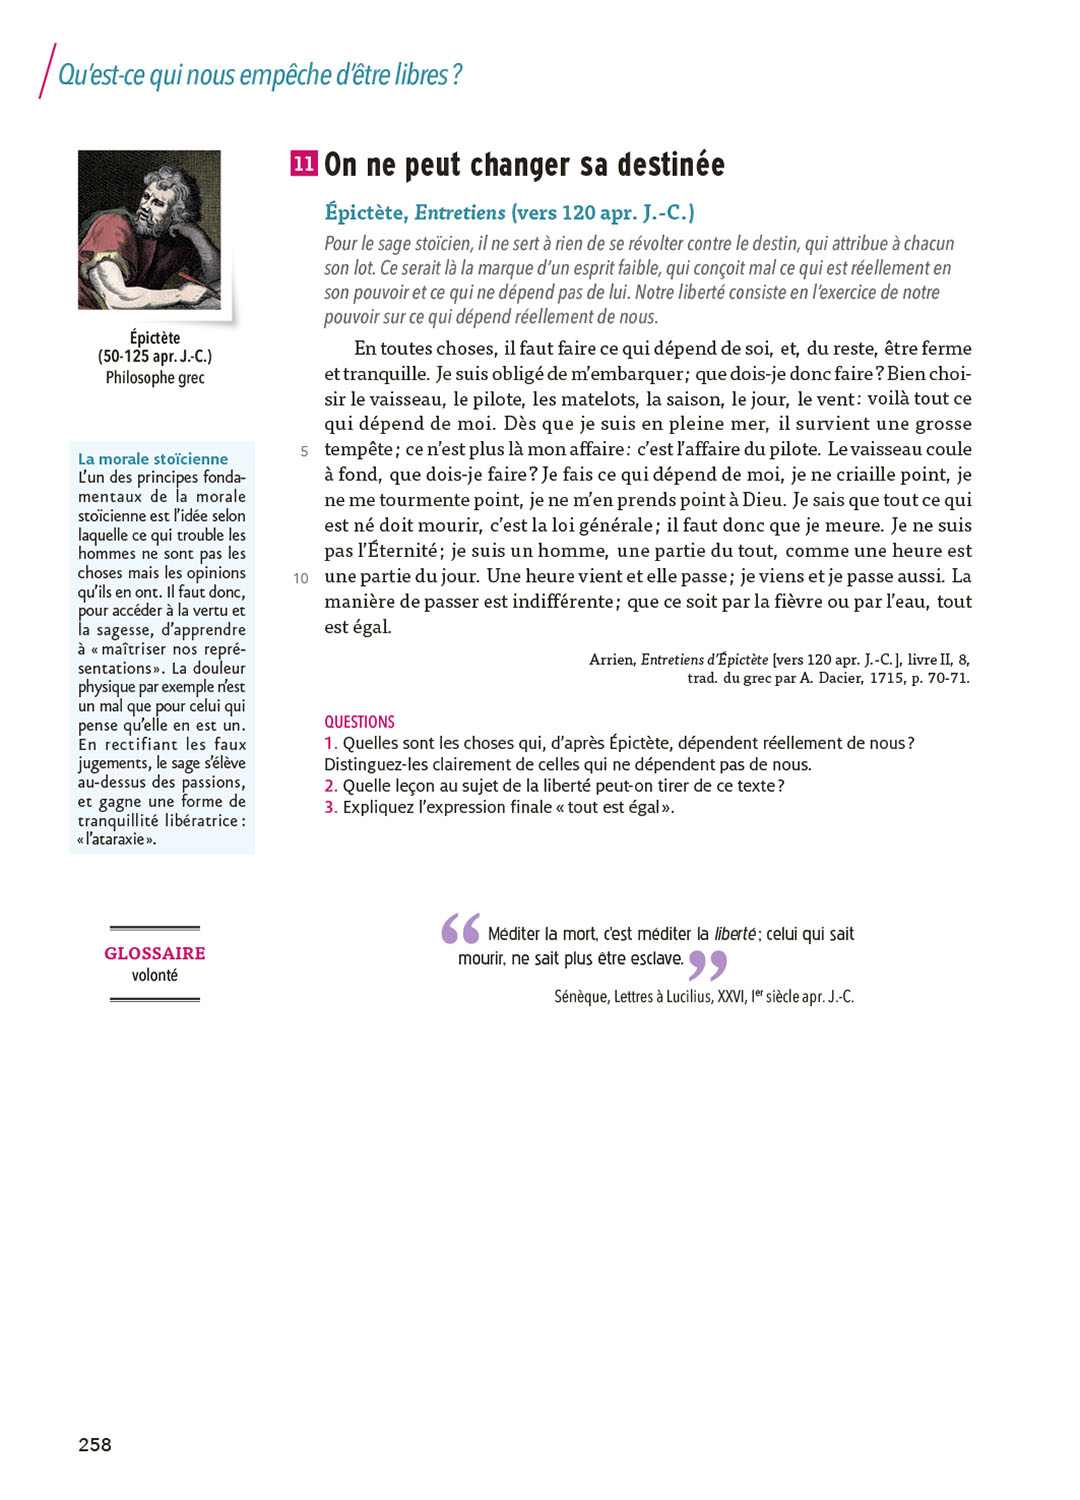 Qu'est-ce qui nous empêche d'être libres ?
11 On ne peut changer sa destinée
Épictète, Entretiens (vers 120 apr. J.-C.)
Pour le sage stoïcien, il ne sert à rien de se révolter contre le destin, qui attribue à chacun
son lot. Ce serait là la marque d'un esprit faible, qui conçoit mal ce qui est réellement en
son pouvoir et ce qui ne dépend pas de lui. Notre liberté consiste en l'exercice de notre
pouvoir sur ce qui dépend réellement de nous.
En toutes choses, il faut faire ce qui dépend de soi, et, du reste, être ferme
et tranquille. Je suis obligé de m'embarquer ; que dois-je donc faire ? Bien choi-
sir le vaisseau, le pilote, les matelots, la saison, le jour, le vent : voilà tout ce
qui dépend de moi. Dès que je suis en pleine mer, il survient une grosse
5 tempête ; ce n'est plus là mon affaire : c'est l'affaire du pilote. Le vaisseau coule
à fond, que dois-je faire ? Je fais ce qui dépend de moi, je ne criaille point, je
ne me tourmente point, je ne m'en prends point à Dieu. Je sais que tout ce qui
est né doit mourir, c'est la loi générale ; il faut donc que je meure. Je ne suis
pas l'Éternité ; je suis un homme, une partie du tout, comme une heure est
10 une partie du jour. Une heure vient et elle passe ; je viens et je passe aussi. La
manière de passer est indifférente ; que ce soit par la fièvre ou par l'eau, tout
est égal.
Arrien, Entretiens d'Épictète [vers 120 apr. J.-C.], livre II, 8,
trad. du grec par A. Dacier, 1715, p. 70-71.
QUESTIONS
1. Quelles sont les choses qui, d'après Épictète, dépendent réellement de nous ?
Distinguez-les clairement de celles qui ne dépendent pas de nous.
2. Quelle leçon au sujet de la liberté peut-on tirer de ce texte ?
3. Expliquez l'expression finale « tout est égal ».
Épictète
(50-125 apr. J.-C.)
Philosophe grec
La morale stoïcienne
L'un des principes fonda-
mentaux de la morale
stoïcienne est l'idée selon
laquelle ce qui trouble les
hommes ne sont pas les
choses mais les opinions
qu'ils en ont. Il faut donc,
pour accéder à la vertu et
la sagesse, d'apprendre
à « maîtriser nos repré-
sentations ». La douleur
physique par exemple n'est
un mal que pour celui qui
pense qu'elle en est un.
En rectifiant les faux
jugements, le sage s'élève
au-dessus des passions,
et gagne une forme de
tranquillité libératrice :
« l'ataraxie ».
GLOSSAIRE
volonté
“ Méditer la mort, c'est méditer la liberté ; celui qui sait
mourir, ne sait plus être esclave. ”
Sénèque, Lettres à Lucilius, XXVI, Ier siècle apr. J.-C.
258